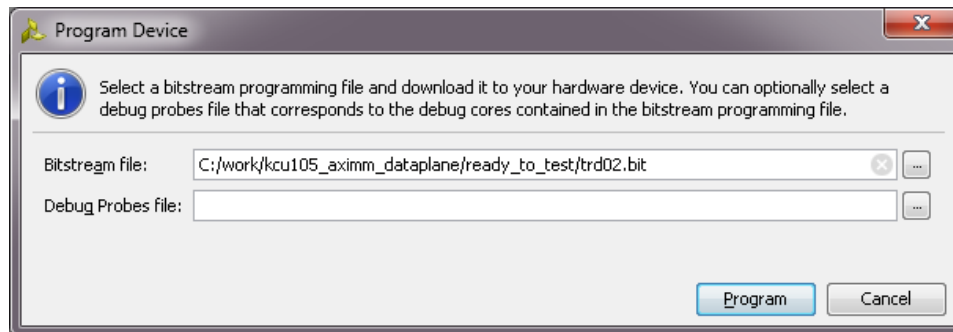 Program Device
Select a bitstream programming file and download it to your hardware device. You can optionally select a
debug probes file that corresponds to the debug cores contained in the bitstream programming file.
Bitstream file: C:/work/kcu105_aximm_dataplane/ready_to_test/trd02.bit ...
Debug Probes file: ...
Program Cancel